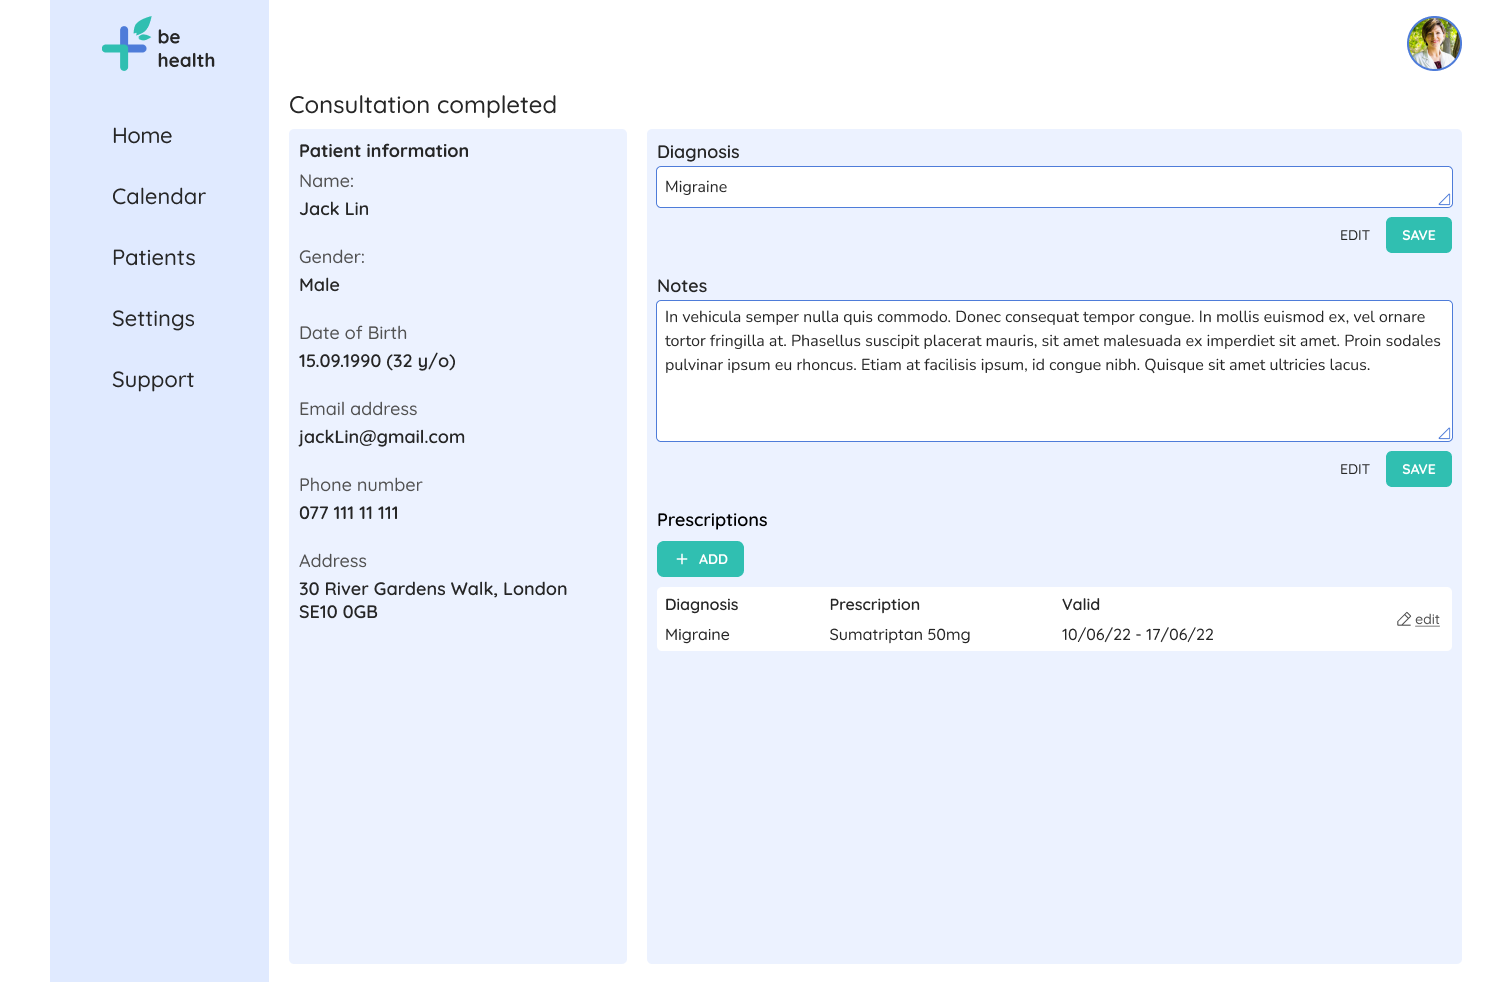 be
health
Home
Calendar
Patients
Settings
Support
Consultation completed
Patient information
Name:
Jack Lin
Gender:
Male
Date of Birth
15.09.1990 (32 y/o)
Email address
jackLin@gmail.com
Phone number
077 111 11 111
Address
30 River Gardens Walk, London
SE10 0GB
Diagnosis
Migraine
EDIT SAVE
Notes
In vehicula semper nulla quis commodo. Donec consequat tempor congue. In mollis euismod ex, vel ornare
tortor fringilla at. Phasellus suscipit placerat mauris, sit amet malesuada ex imperdiet sit amet. Proin sodales
pulvinar ipsum eu rhoncus. Etiam at facilisis ipsum, id congue nibh. Quisque sit amet ultricies lacus.
EDIT SAVE
Prescriptions
+ ADD
Diagnosis Prescription Valid
Migraine Sumatriptan 50mg 10/06/22 - 17/06/22
edit